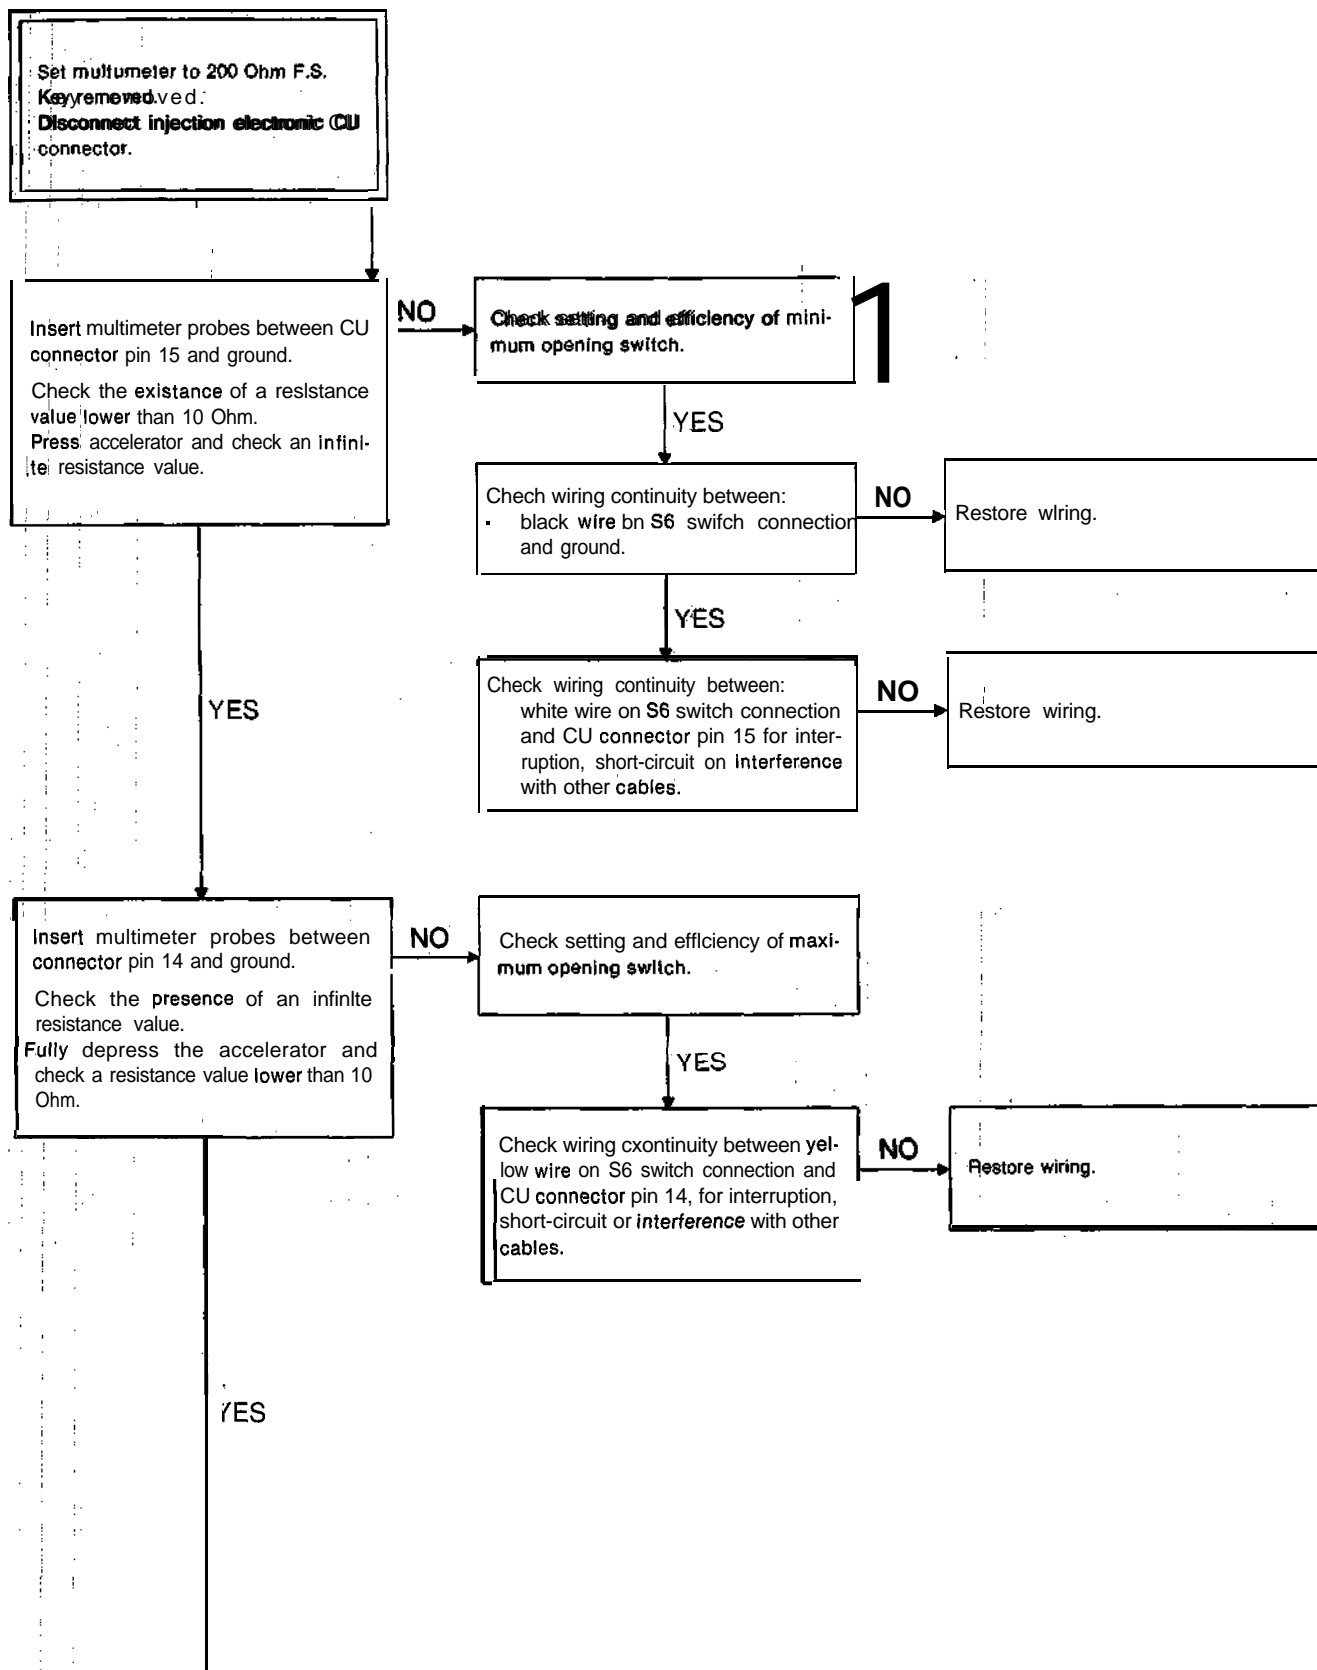 Set multumeter to 200 Ohm F.S.
Key removed.
Disconnect injection electronic CU
connector.
Insert multimeter probes between CU
connector pin 15 and ground.
Check the existance of a resIstance
value lower than 10 Ohm.
Press accelerator and check an infini-
te resistance value.
NO
Check setting and efficiency of mini-
mum opening switch.
1
YES
Chech wiring continuity between:
black wire bn S6 swifch connection
and ground.
NO
Restore wlring.
YES
Check wiring continuity between:
white wire on S6 switch connection
and CU connector pin 15 for inter-
ruption, short-circuit on interference
with other cables.
NO
Restore wiring.
YES
Insert multimeter probes between
connector pin 14 and ground.
Check the presence of an infinlte
resistance value.
Fully depress the accelerator and
check a resistance value lower than 10
Ohm.
NO
Check setting and efflciency of maxi-
mum opening switch.
YES
Check wiring cxontinuity between yel-
low wire on S6 switch connection and
CU connector pin 14, for interruption,
short-circuit or interference with other
cables.
NO
Restore wiring.
YES